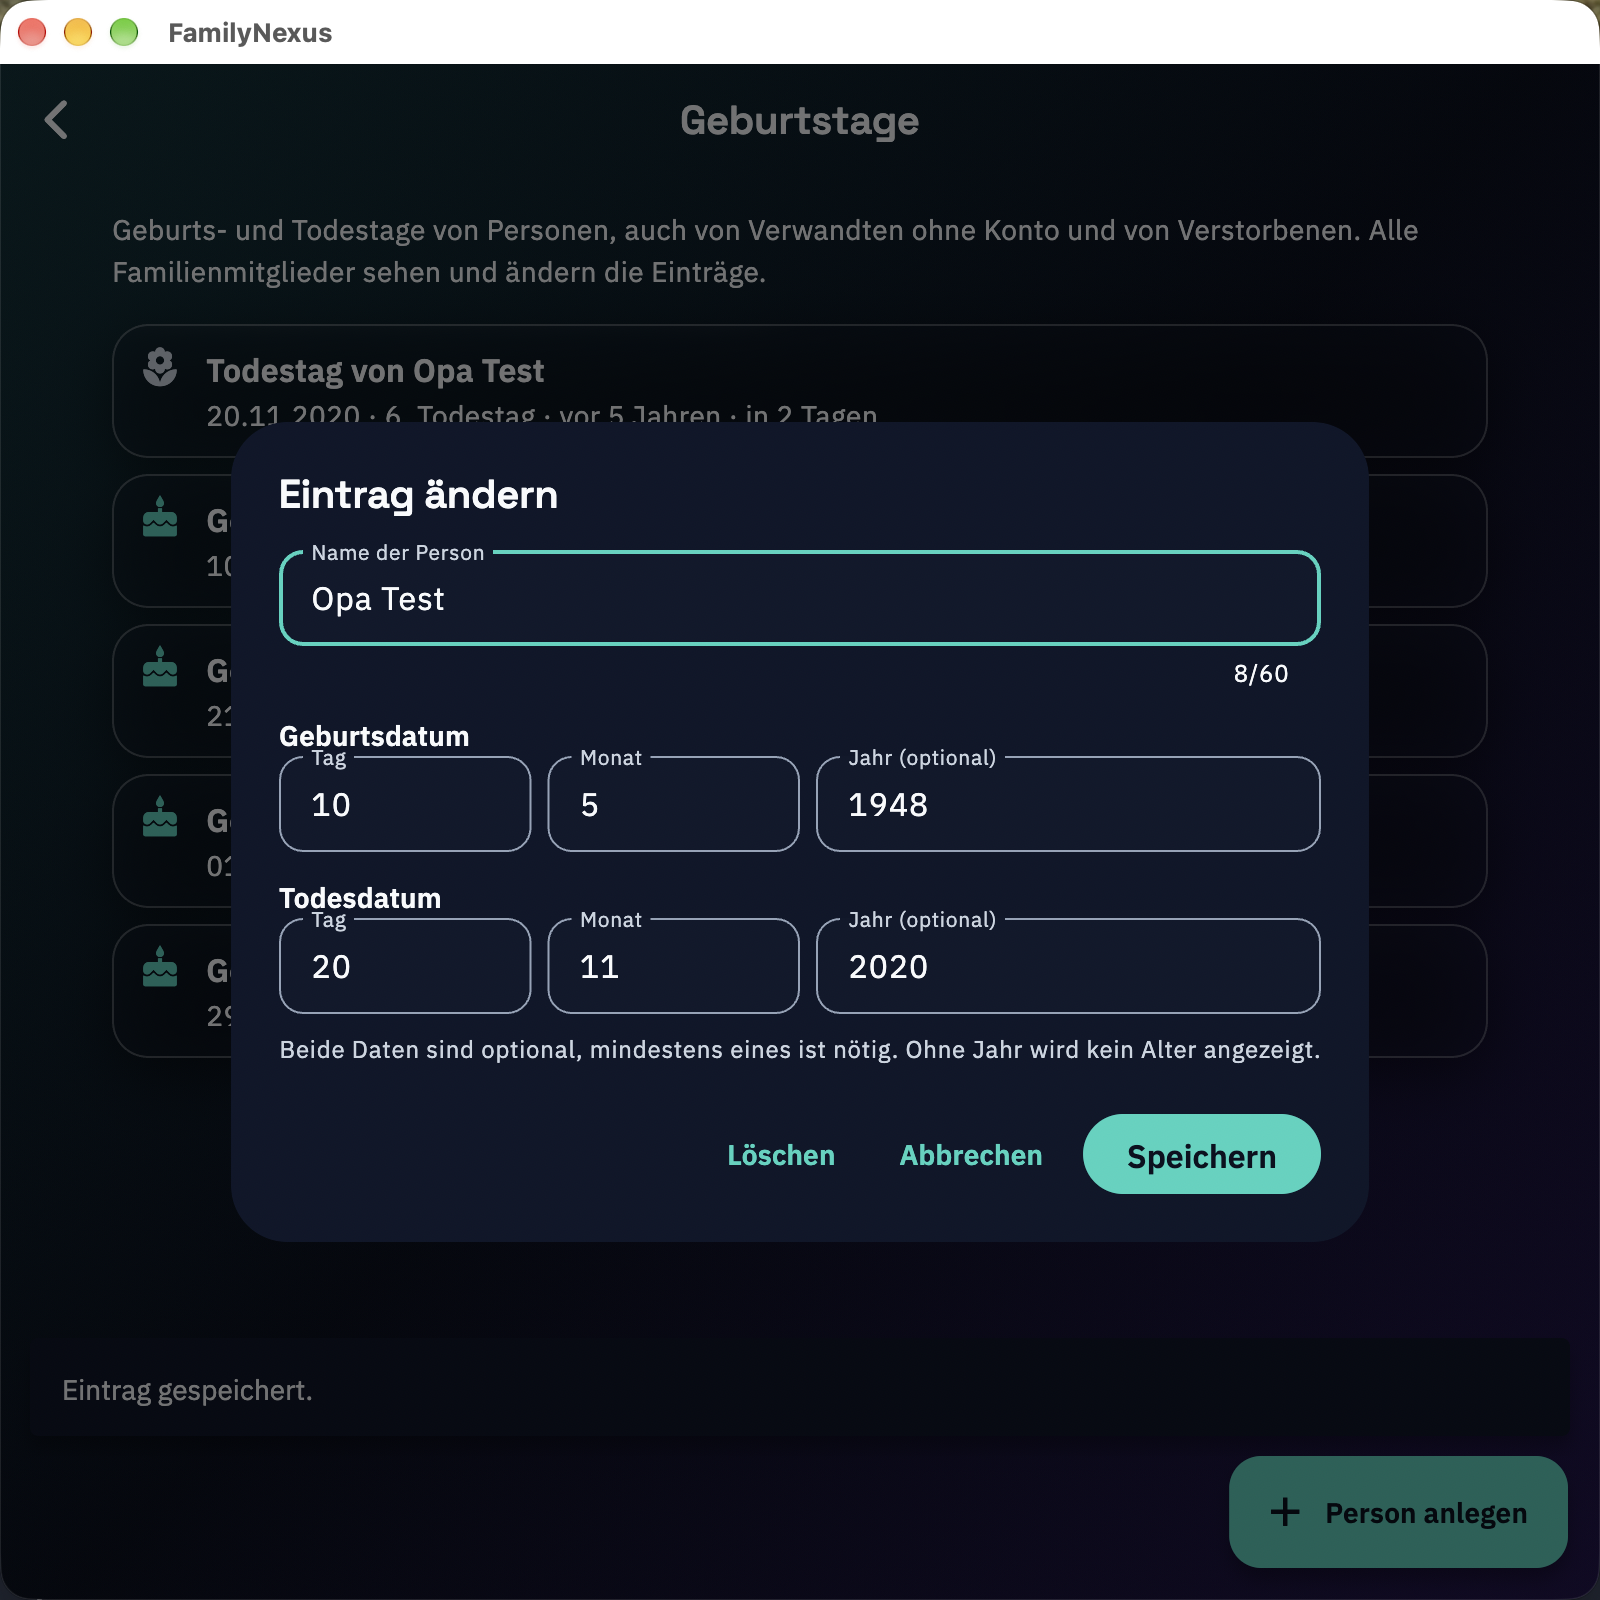 FamilyNexus
Geburtstage
Geburts- und Todestage von Personen, auch von Verwandten ohne Konto und von Verstorbenen. Alle
Familienmitglieder sehen und ändern die Einträge.
Todestag von Opa Test
20.11.2020 · 6. Todestag · vor 5 Jahren · in 2 Tagen
Eintrag ändern
Name der Person
Opa Test
8/60
Geburtsdatum
Tag Monat Jahr (optional)
10 5 1948
Todesdatum
Tag Monat Jahr (optional)
20 11 2020
Beide Daten sind optional, mindestens eines ist nötig. Ohne Jahr wird kein Alter angezeigt.
Löschen Abbrechen Speichern
Eintrag gespeichert.
Person anlegen